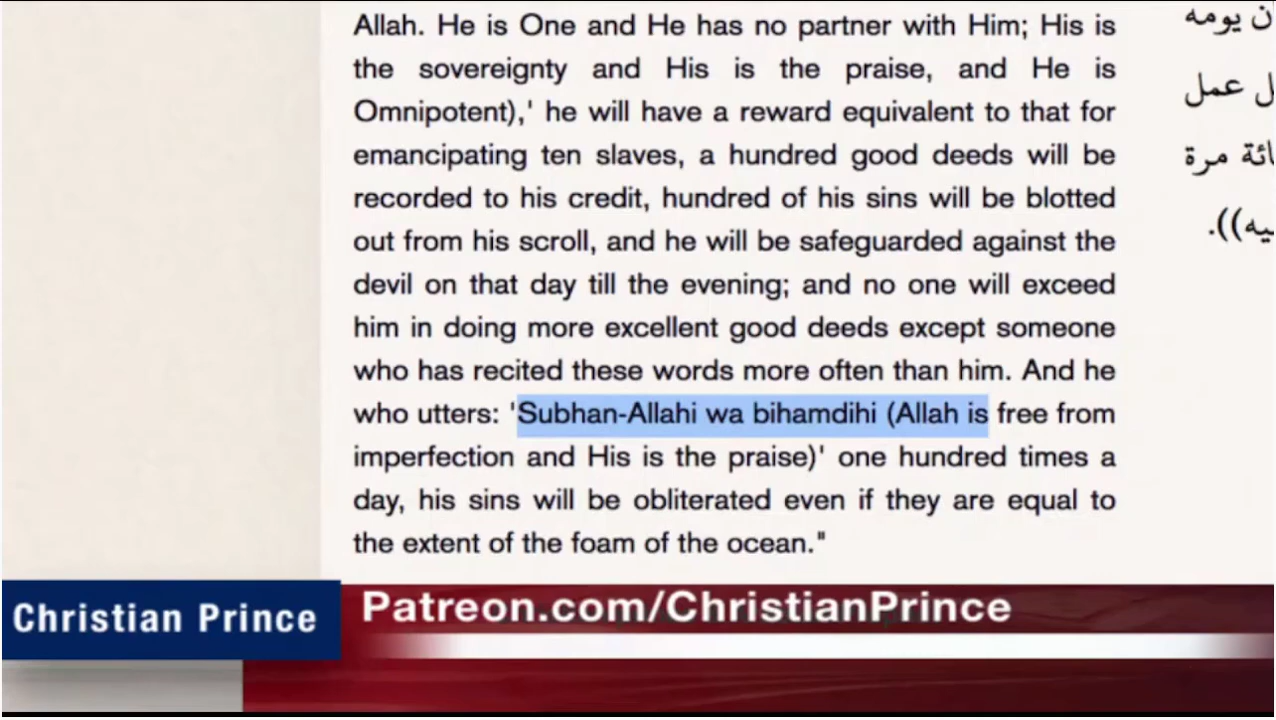 Allah. He is One and He has no partner with Him; His is
the sovereignty and His is the praise, and He is
Omnipotent),' he will have a reward equivalent to that for
emancipating ten slaves, a hundred good deeds will be
recorded to his credit, hundred of his sins will be blotted
out from his scroll, and he will be safeguarded against the
devil on that day till the evening; and no one will exceed
him in doing more excellent good deeds except someone
who has recited these words more often than him. And he
who utters: 'Subhan-Allahi wa bihamdihi (Allah is free from
imperfection and His is the praise)' one hundred times a
day, his sins will be obliterated even if they are equal to
the extent of the foam of the ocean."
يومه
عمل
مرة
Christian Prince
Patreon.com/ChristianPrince